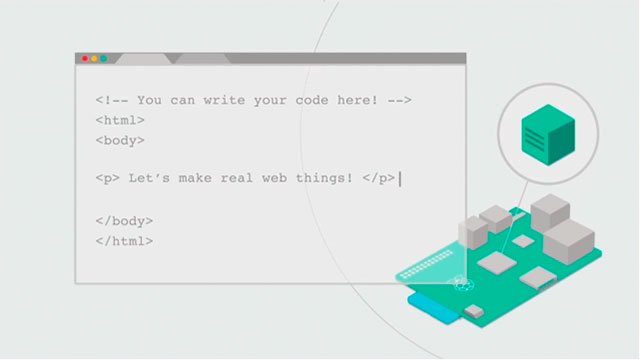 <!-- You can write your code here! -->
<html>
<body>
<p> Let’s make real web things! </p>
</body>
</html>